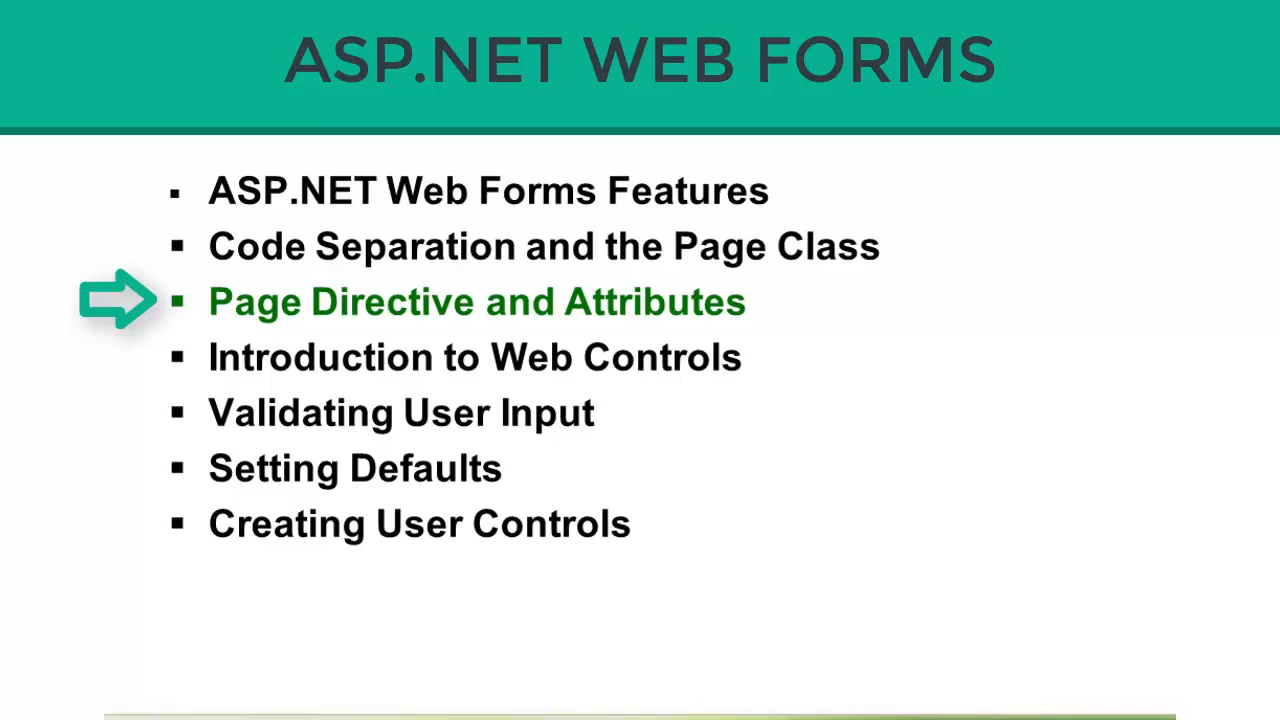 ASP.NET WEB FORMS
▪ ASP.NET Web Forms Features
▪ Code Separation and the Page Class
▪ Page Directive and Attributes
▪ Introduction to Web Controls
▪ Validating User Input
▪ Setting Defaults
▪ Creating User Controls